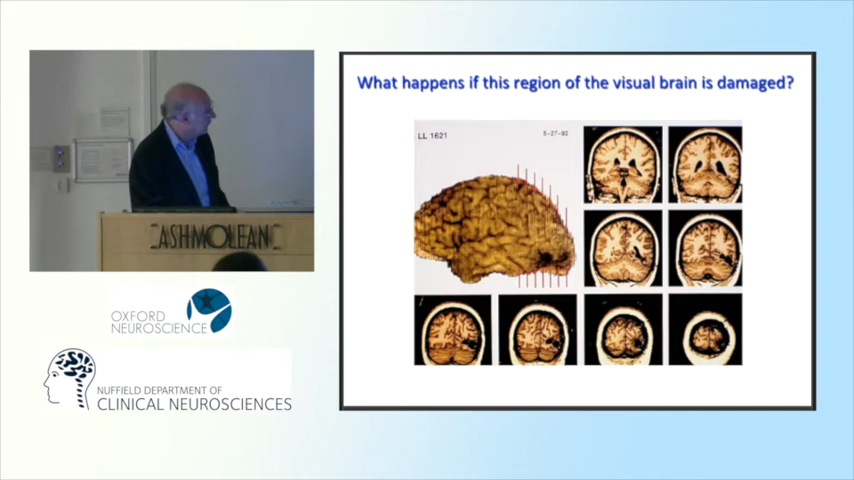 What happens if this region of the visual brain is damaged?
LL 1621
5-27-92
ASHMOLEAN
OXFORD
NEUROSCIENCE
NUFFIELD DEPARTMENT OF
CLINICAL NEUROSCIENCES